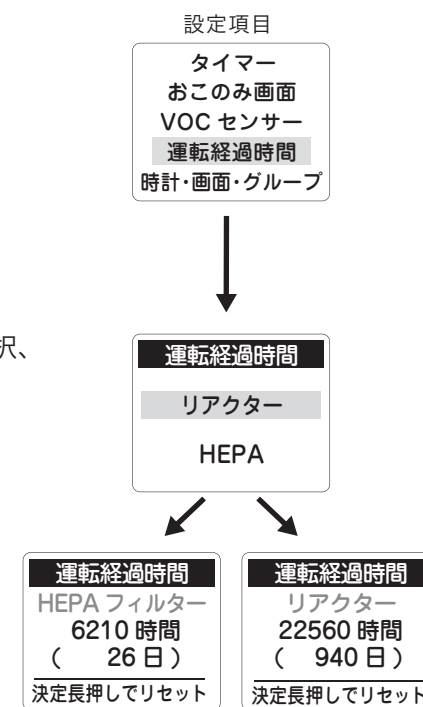 設定項目
タイマー
おこのみ画面
VOC センサー
運転経過時間
時計・画面・グループ
択、
運転経過時間
リアクター
HEPA
運転経過時間
HEPA フィルター
6210 時間
( 26 日 )
決定長押しでリセット
運転経過時間
リアクター
22560 時間
( 940 日 )
決定長押しでリセット